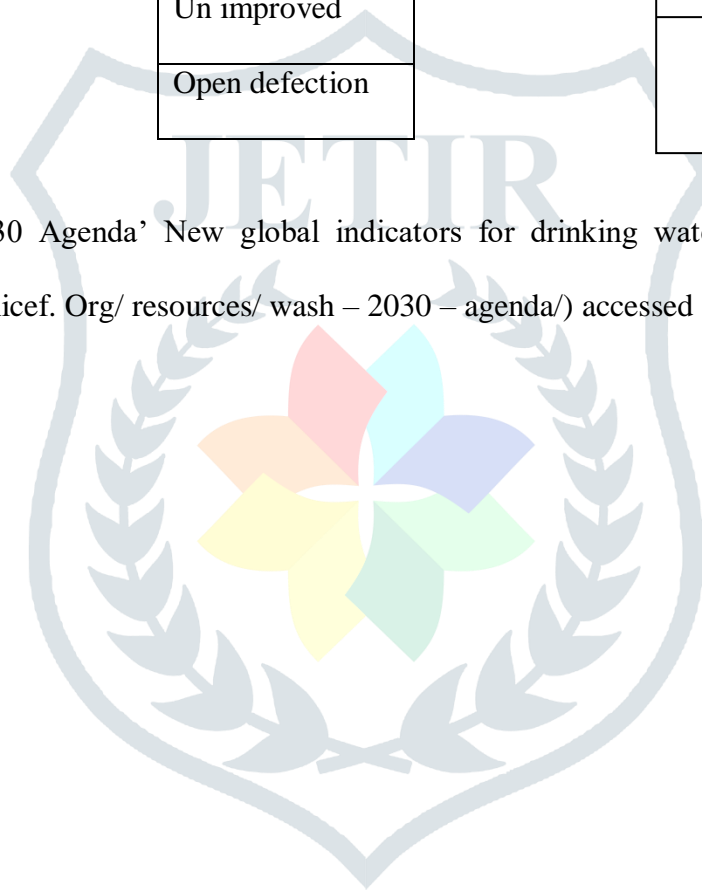 Un improved
Open defection
JETIR
30 Agenda’ New global indicators for drinking wat
icef. Org/ resources/ wash – 2030 – agenda/) accessed